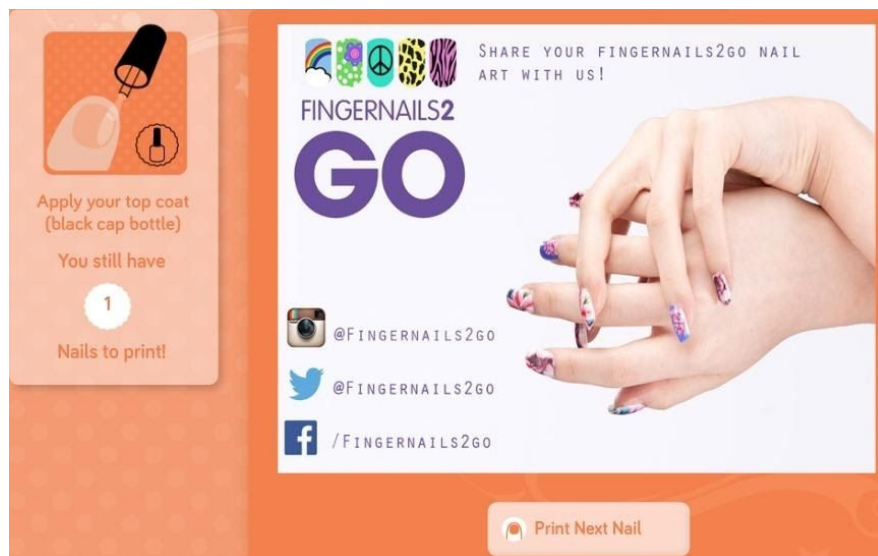 Apply your top coat
(black cap bottle)
You still have
1
Nails to print!
FINGERNAILS2
GO
SHARE YOUR FINGERNAILS2GO NAIL
ART WITH US!
@FINGERNAILS2GO
@FINGERNAILS2GO
/FINGERNAILS2GO
Print Next Nail